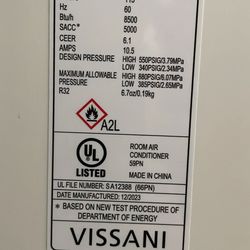 115
Hz 60
Btu/h 8500
SACC* 5000
CEER 6.1
AMPS 10.5
DESIGN PRESSURE HIGH 550PSIG/3.79MPa
LOW 340PSIG/2.34MPa
MAXIMUM ALLOWABLE PRESSURE HIGH 880PSIG/6.07MPa
LOW 385PSIG/2.65MPa
R32 6.7oz/0.19kg
A2L
UL
LISTED
ROOM AIR
CONDITIONER
59PN
MADE IN CHINA
UL FILE NUMBER: SA12388 (66PN)
DATE MANUFACTURED: 12/2023
* BASED ON NEW TEST PROCEDURE OF
DEPARTMENT OF ENERGY
VISSANI